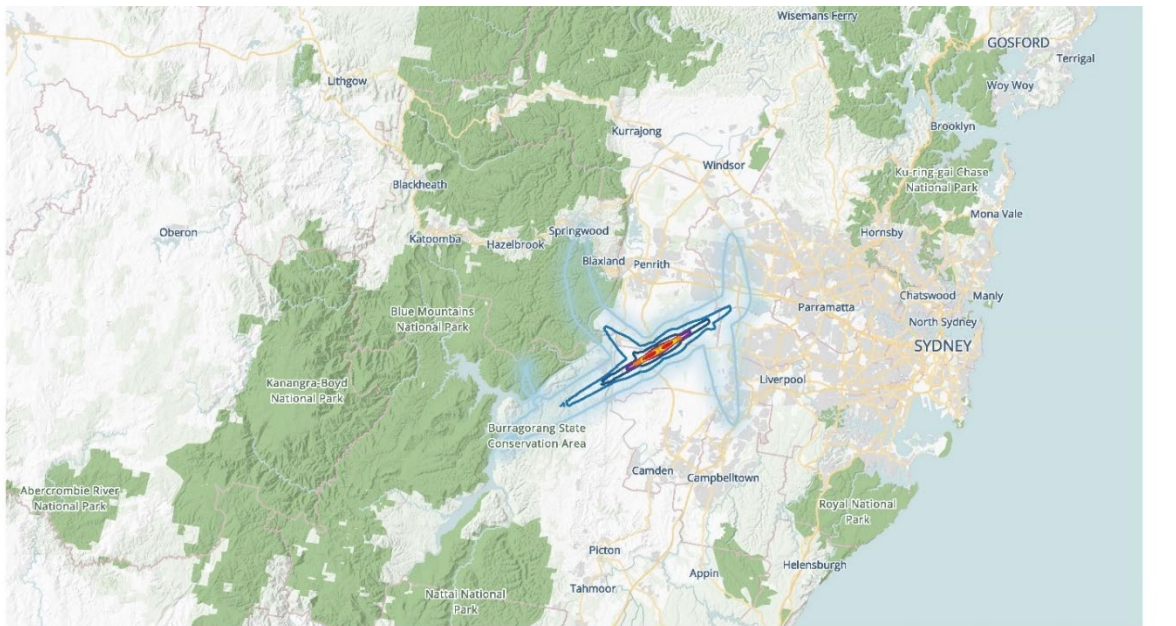 Wisemans Ferry
GOSFORD
Terrigal
Lithgow
Woy Woy
Kurrajong
Brooklyn
Windsor
Ku-ring-gai Chase
National Park
Blackheath
Mona Vale
Oberon
Springwood
Hornsby
Katoomba
Hazelbrook
Blaxland
Penrith
Chatswood
Manly
Parramatta
Blue Mountains
National Park
North Sydney
SYDNEY
Kanangra-Boyd
National Park
Liverpool
Burragorang State
Conservation Area
Camden
Campbelltown
Abercrombie River
National Park
Royal National
Park
Picton
Helensburgh
Appin
Tahmoor
Nattai National
Park